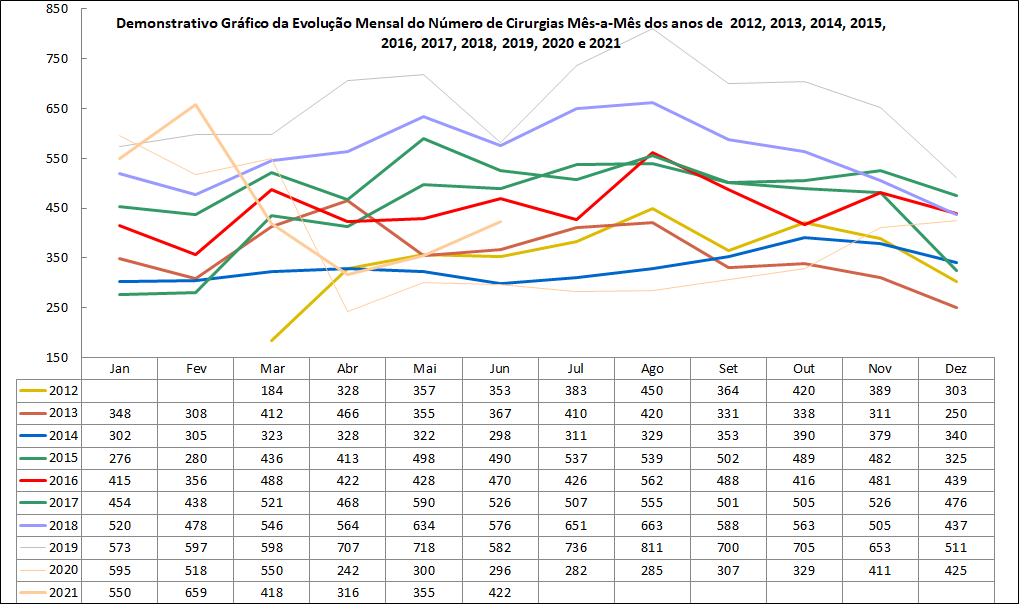 Demonstrativo Gráfico da Evolução Mensal do Número de Cirurgias Mês-a-Mês dos anos de 2012, 2013, 2014, 2015,
2016, 2017, 2018, 2019, 2020 e 2021
850
750
650
550
450
350
250
150
Jan Fev Mar Abr Mai Jun Jul Ago Set Out Nov Dez
2012 184 328 357 353 383 450 364 420 389 303
2013 348 308 412 466 355 367 410 420 331 338 311 250
2014 302 305 323 328 322 298 311 329 353 390 379 340
2015 276 280 436 413 498 490 537 539 502 489 482 325
2016 415 356 488 422 428 470 426 562 488 416 481 439
2017 454 438 521 468 590 526 507 555 501 505 526 476
2018 520 478 546 564 634 576 651 663 588 563 505 437
2019 573 597 598 707 718 582 736 811 700 705 653 511
2020 595 518 550 242 300 296 282 285 307 329 411 425
2021 550 659 418 316 355 422